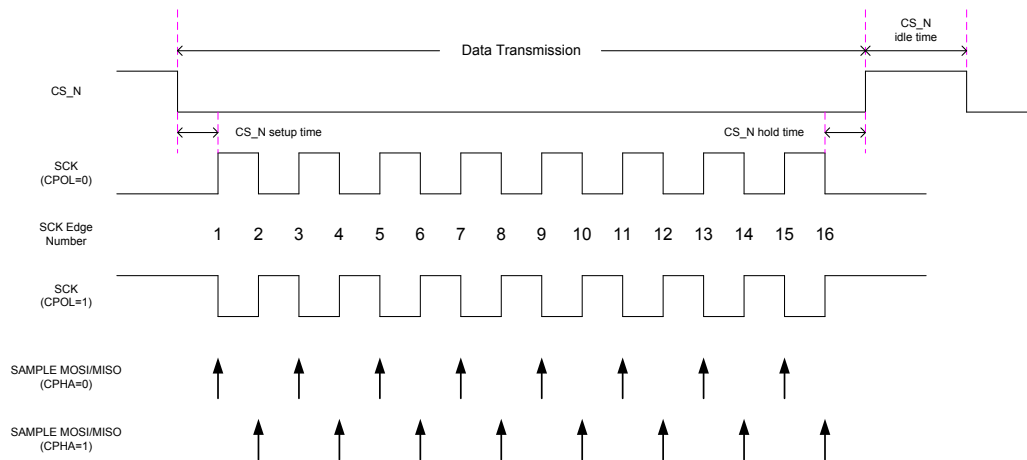 CS_N
idle time
Data Transmission
CS_N
CS_N setup time
CS_N hold time
SCK
(CPOL=0)
SCK Edge
Number
1 2 3 4 5 6 7 8 9 10 11 12 13 14 15 16
SCK
(CPOL=1)
SAMPLE MOSI/MISO
(CPHA=0)
SAMPLE MOSI/MISO
(CPHA=1)